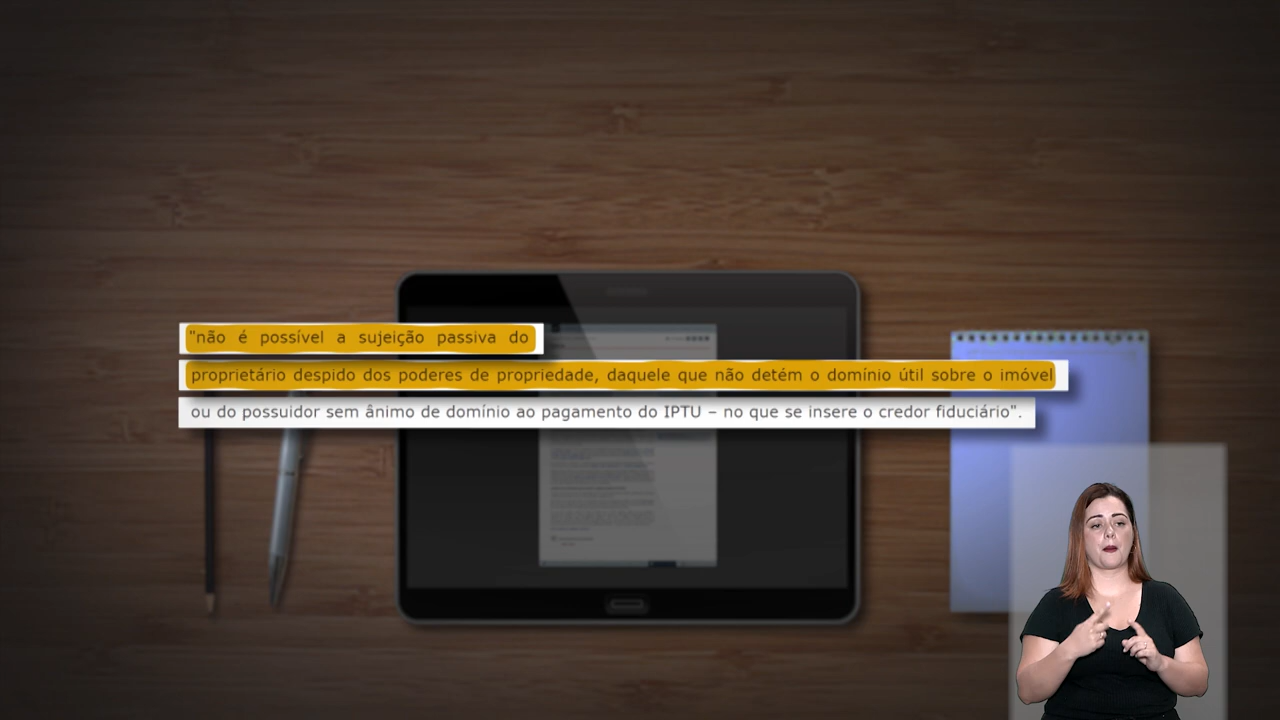 "não é possível a sujeição passiva do
proprietário despido dos poderes de propriedade, daquele que não detém o domínio útil sobre o imóvel
ou do possuidor sem ânimo de domínio ao pagamento do IPTU – no que se insere o credor fiduciário".